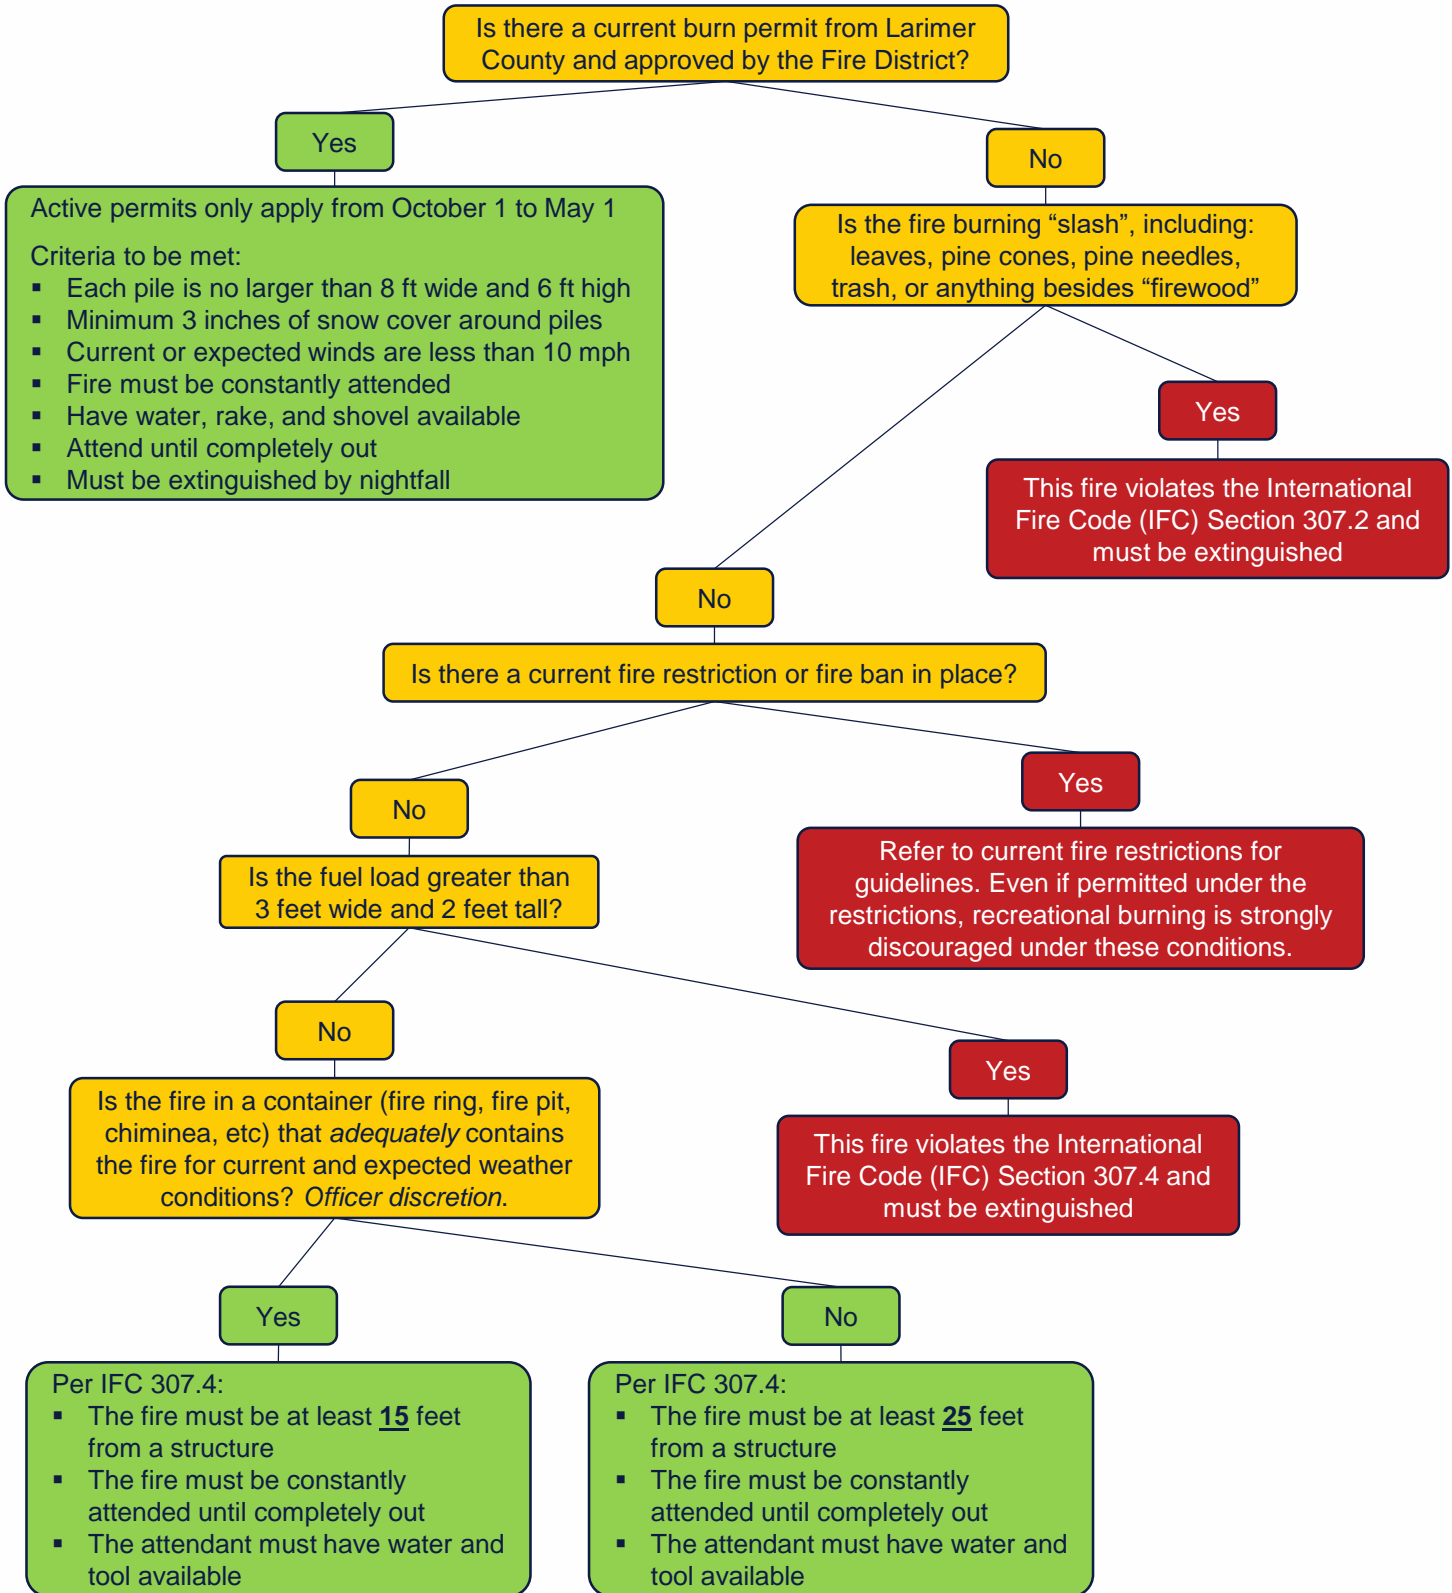 Is there a current burn permit from Larimer
County and approved by the Fire District?
Yes
No
Active permits only apply from October 1 to May 1
Criteria to be met:
▪ Each pile is no larger than 8 ft wide and 6 ft high
▪ Minimum 3 inches of snow cover around piles
▪ Current or expected winds are less than 10 mph
▪ Fire must be constantly attended
▪ Have water, rake, and shovel available
▪ Attend until completely out
▪ Must be extinguished by nightfall
Is the fire burning “slash”, including:
leaves, pine cones, pine needles,
trash, or anything besides “firewood”
Yes
This fire violates the International
Fire Code (IFC) Section 307.2 and
must be extinguished
No
Is there a current fire restriction or fire ban in place?
No
Yes
Refer to current fire restrictions for
guidelines. Even if permitted under the
restrictions, recreational burning is strongly
discouraged under these conditions.
Is the fuel load greater than
3 feet wide and 2 feet tall?
No
Yes
This fire violates the International
Fire Code (IFC) Section 307.4 and
must be extinguished
Is the fire in a container (fire ring, fire pit,
chiminea, etc) that adequately contains
the fire for current and expected weather
conditions? Officer discretion.
Yes
No
Per IFC 307.4:
▪ The fire must be at least 15 feet
from a structure
▪ The fire must be constantly
attended until completely out
▪ The attendant must have water and
tool available
Per IFC 307.4:
▪ The fire must be at least 25 feet
from a structure
▪ The fire must be constantly
attended until completely out
▪ The attendant must have water and
tool available